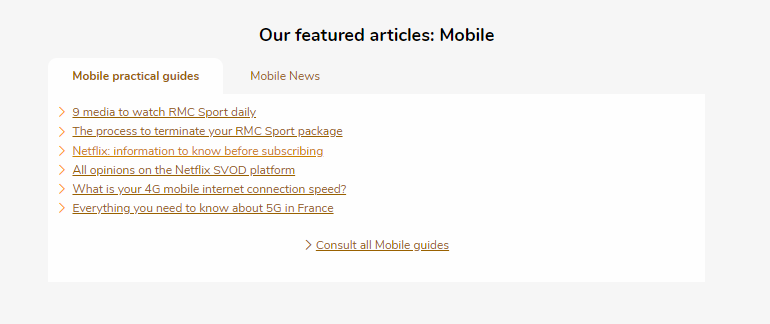 Our featured articles: Mobile
Mobile practical guides
Mobile News
9 media to watch RMC Sport daily
The process to terminate your RMC Sport package
Netflix: information to know before subscribing
All opinions on the Netflix SVOD platform
What is your 4G mobile internet connection speed?
Everything you need to know about 5G in France
Consult all Mobile guides